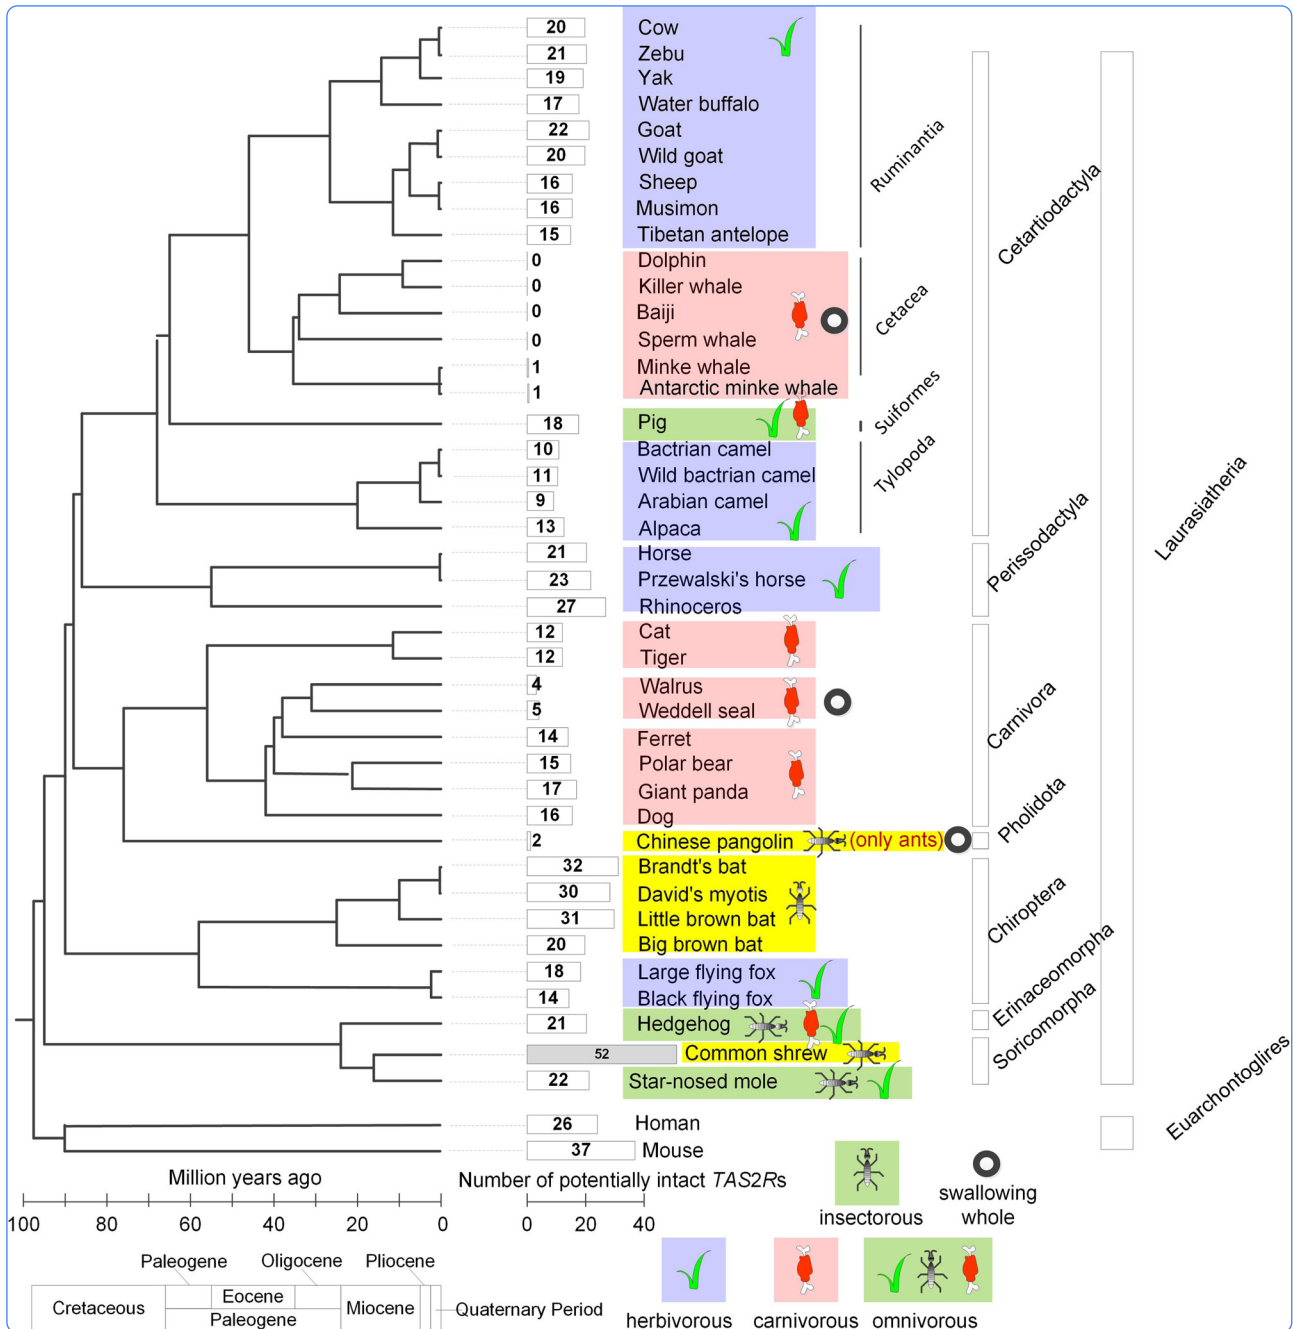 20 Cow
21 Zebu
19 Yak
17 Water buffalo
22 Goat
20 Wild goat
16 Sheep
16 Musimon
15 Tibetan antelope
Ruminantia
0 Dolphin
0 Killer whale
0 Baiji
0 Sperm whale
1 Minke whale
1 Antarctic minke whale
Cetacea
18 Pig
Suiformes
10 Bactrian camel
11 Wild bactrian camel
9 Arabian camel
13 Alpaca
Tylopoda
Cetartiodactyla
21 Horse
23 Przewalski's horse
27 Rhinoceros
Perissodactyla
12 Cat
12 Tiger
4 Walrus
5 Weddell seal
14 Ferret
15 Polar bear
17 Giant panda
16 Dog
Carnivora
2 Chinese pangolin (only ants)
Pholidota
32 Brandt's bat
30 David's myotis
31 Little brown bat
20 Big brown bat
18 Large flying fox
14 Black flying fox
Chiroptera
21 Hedgehog
Erinaceomorpha
52 Common shrew
22 Star-nosed mole
Soricomorpha
Laurasiatheria
26 Homan
37 Mouse
Euarchontoglires
Million years ago
100 80 60 40 20 0
Number of potentially intact TAS2Rs
0 20 40
insectorous
swallowing
whole
herbivorous
carnivorous
omnivorous
Paleogene
Oligocene
Pliocene
Cretaceous
Eocene
Paleogene
Miocene
Quaternary Period